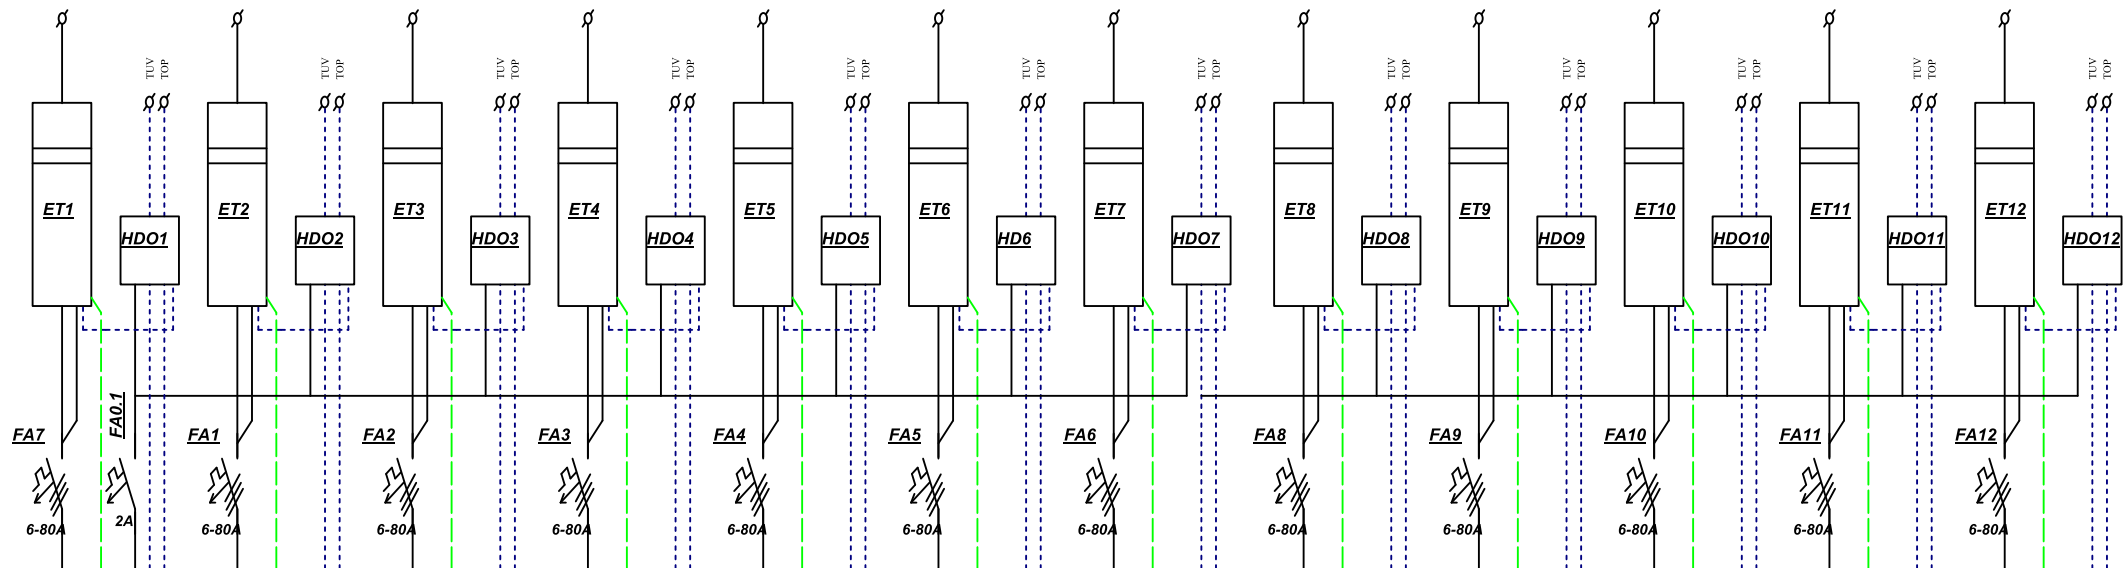 TUV TOP TUV TOP TUV TOP TUV TOP TUV TOP TUV TOP TUV TOP TUV TOP TUV TOP TUV TOP TUV TOP TUV TOP
ET1 ET2 ET3 ET4 ET5 ET6 ET7 ET8 ET9 ET10 ET11 ET12
HDO1 HDO2 HDO3 HDO4 HDO5 HD6 HDO7 HDO8 HDO9 HDO10 HDO11 HDO12
FA0.1
FA7 FA1 FA2 FA3 FA4 FA5 FA6 FA8 FA9 FA10 FA11 FA12
2A
6-80A 6-80A 6-80A 6-80A 6-80A 6-80A 6-80A 6-80A 6-80A 6-80A 6-80A 6-80A